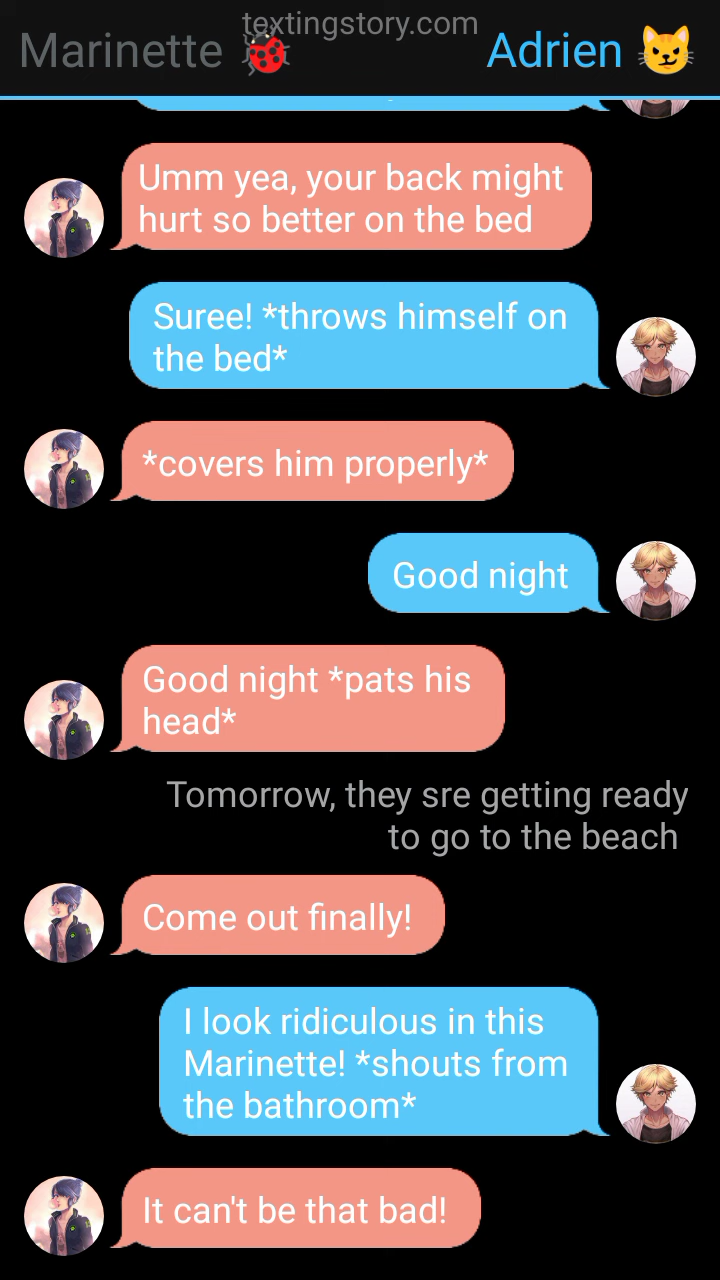 textingstory.com
Marinette 🐞
Adrien 😼
Umm yea, your back might
hurt so better on the bed
Suree! *throws himself on
the bed*
*covers him properly*
Good night
Good night *pats his
head*
Tomorrow, they sre getting ready
to go to the beach
Come out finally!
I look ridiculous in this
Marinette! *shouts from
the bathroom*
It can't be that bad!